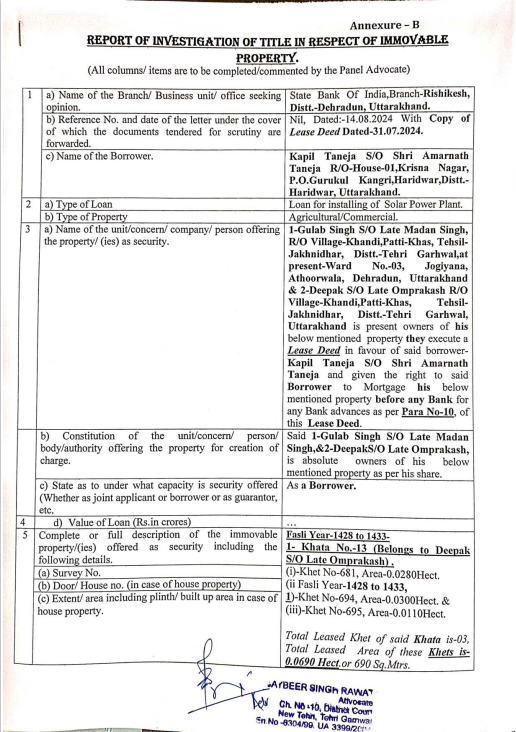 Annexure – B
REPORT OF INVESTIGATION OF TITLE IN RESPECT OF IMMOVABLE
PROPERTY.
(All columns/ items are to be completed/commented by the Panel Advocate)
1
a) Name of the Branch/ Business unit/ office seeking
opinion.
State Bank Of India,Branch-Rishikesh,
Distt.-Dehradun, Uttarakhand.
b) Reference No. and date of the letter under the cover
of which the documents tendered for scrutiny are
forwarded.
Nil, Dated:-14.08.2024 With Copy of
Lease Deed Dated-31.07.2024.
c) Name of the Borrower.
Kapil Taneja S/O Shri Amarnath
Taneja R/O-House-01,Krisna Nagar,
P.O.Gurukul Kangri,Haridwar,Distt.-
Haridwar, Uttarakhand.
2
a) Type of Loan
Loan for installing of Solar Power Plant.
b) Type of Property
Agricultural/Commercial.
3
a) Name of the unit/concern/ company/ person offering
the property/ (ies) as security.
1-Gulab Singh S/O Late Madan Singh,
R/O Village-Khandi,Patti-Khas, Tehsil-
Jakhnidhar, Distt.-Tehri Garhwal,at
present-Ward No.-03, Jogiyana,
Athoorwala, Dehradun, Uttarakhand
& 2-Deepak S/O Late Omprakash R/O
Village-Khandi,Patti-Khas, Tehsil-
Jakhnidhar, Distt.-Tehri Garhwal,
Uttarakhand is present owners of his
below mentioned property they execute a
Lease Deed in favour of said borrower-
Kapil Taneja S/O Shri Amarnath
Taneja and given the right to said
Borrower to Mortgage his below
mentioned property before any Bank for
any Bank advances as per Para No-10, of
this Lease Deed.
b) Constitution of the unit/concern/ person/
body/authority offering the property for creation of
charge.
Said 1-Gulab Singh S/O Late Madan
Singh,&2-DeepakS/O Late Omprakash,
is absolute owners of his below
mentioned property as per his share.
c) State as to under what capacity is security offered
(Whether as joint applicant or borrower or as guarantor,
etc.
As a Borrower.
4
d) Value of Loan (Rs.in crores)
...
5
Complete or full description of the immovable
property/(ies) offered as security including the
following details.
(a) Survey No.
(b) Door/ House no. (in case of house property)
(c) Extent/ area including plinth/ built up area in case of
house property.
Fasli Year-1428 to 1433-
1- Khata No.-13 (Belongs to Deepak
S/O Late Omprakash) .
(i)-Khet No-681, Area-0.0280Hect.
(ii Fasli Year-1428 to 1433,
1)-Khet No-694, Area-0.0300Hect. &
(iii)-Khet No-695, Area-0.0110Hect.
Total Leased Khet of said Khata is-03,
Total Leased Area of these Khets is-
0.0690 Hect.or 690 Sq.Mtrs.
BEER SINGH RAWAT
Advocate
Ch. No -10, District Court
New Tehri, Tehri Garhwal
En.No -8304/99, UA 3399/20